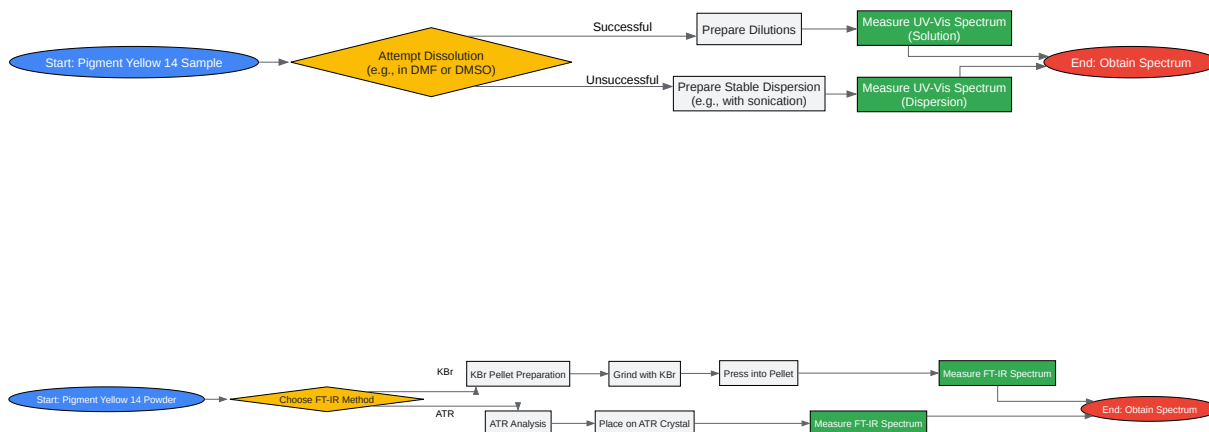 Start: Pigment Yellow 14 Sample
Attempt Dissolution
(e.g., in DMF or DMSO)
Successful
Prepare Dilutions
Measure UV-Vis Spectrum
(Solution)
Unsuccessful
Prepare Stable Dispersion
(e.g., with sonication)
Measure UV-Vis Spectrum
(Dispersion)
End: Obtain Spectrum
Start: Pigment Yellow 14 Powder
Choose FT-IR Method
KBr
KBr Pellet Preparation
Grind with KBr
Press into Pellet
Measure FT-IR Spectrum
ATR
ATR Analysis
Place on ATR Crystal
Measure FT-IR Spectrum
End: Obtain Spectrum